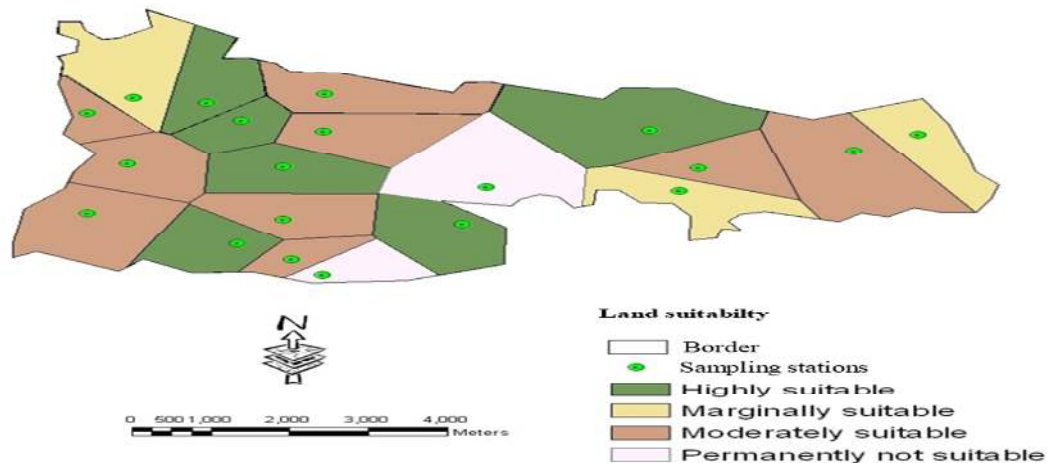 Land suitabilty
Border
Sampling stations
Highly suitable
Marginally suitable
Moderately suitable
Permanently not suitable
N
0 500 1,000 2,000 3,000 4,000
Meters